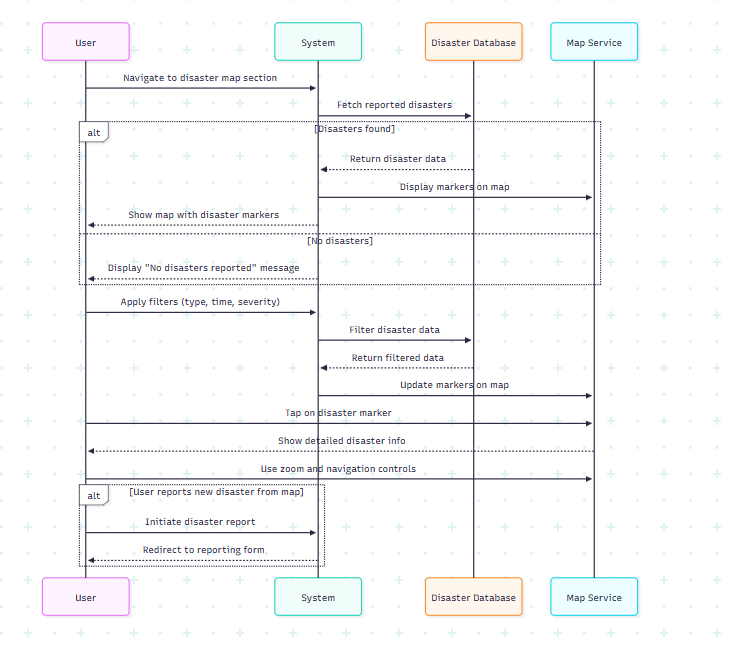 User
System
Disaster Database
Map Service
Navigate to disaster map section
Fetch reported disasters
alt
[Disasters found]
Return disaster data
Display markers on map
Show map with disaster markers
[No disasters]
Display "No disasters reported" message
Apply filters (type, time, severity)
Filter disaster data
Return filtered data
Update markers on map
Tap on disaster marker
Show detailed disaster info
Use zoom and navigation controls
alt
[User reports new disaster from map]
Initiate disaster report
Redirect to reporting form
User
System
Disaster Database
Map Service